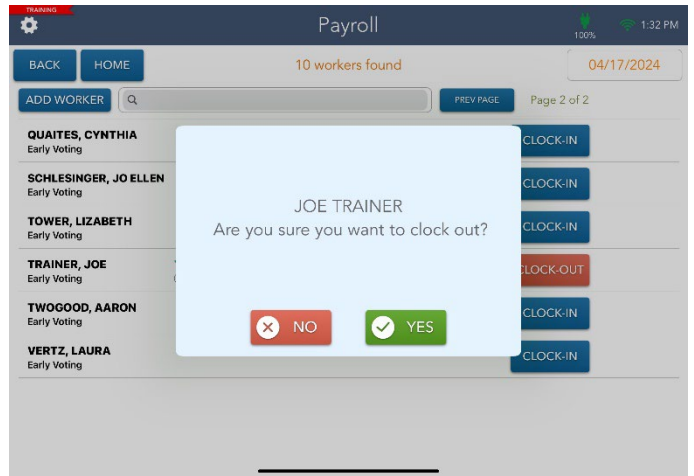 TRAINING
Payroll
100%
1:32 PM
BACK
HOME
10 workers found
04/17/2024
ADD WORKER
PREV PAGE
Page 2 of 2
QUAITES, CYNTHIA
Early Voting
CLOCK-IN
SCHLESINGER, JO ELLEN
Early Voting
CLOCK-IN
TOWER, LIZABETH
Early Voting
CLOCK-IN
TRAINER, JOE
Early Voting
CLOCK-OUT
TWOGOOD, AARON
Early Voting
CLOCK-IN
VERTZ, LAURA
Early Voting
CLOCK-IN
JOE TRAINER
Are you sure you want to clock out?
NO
YES